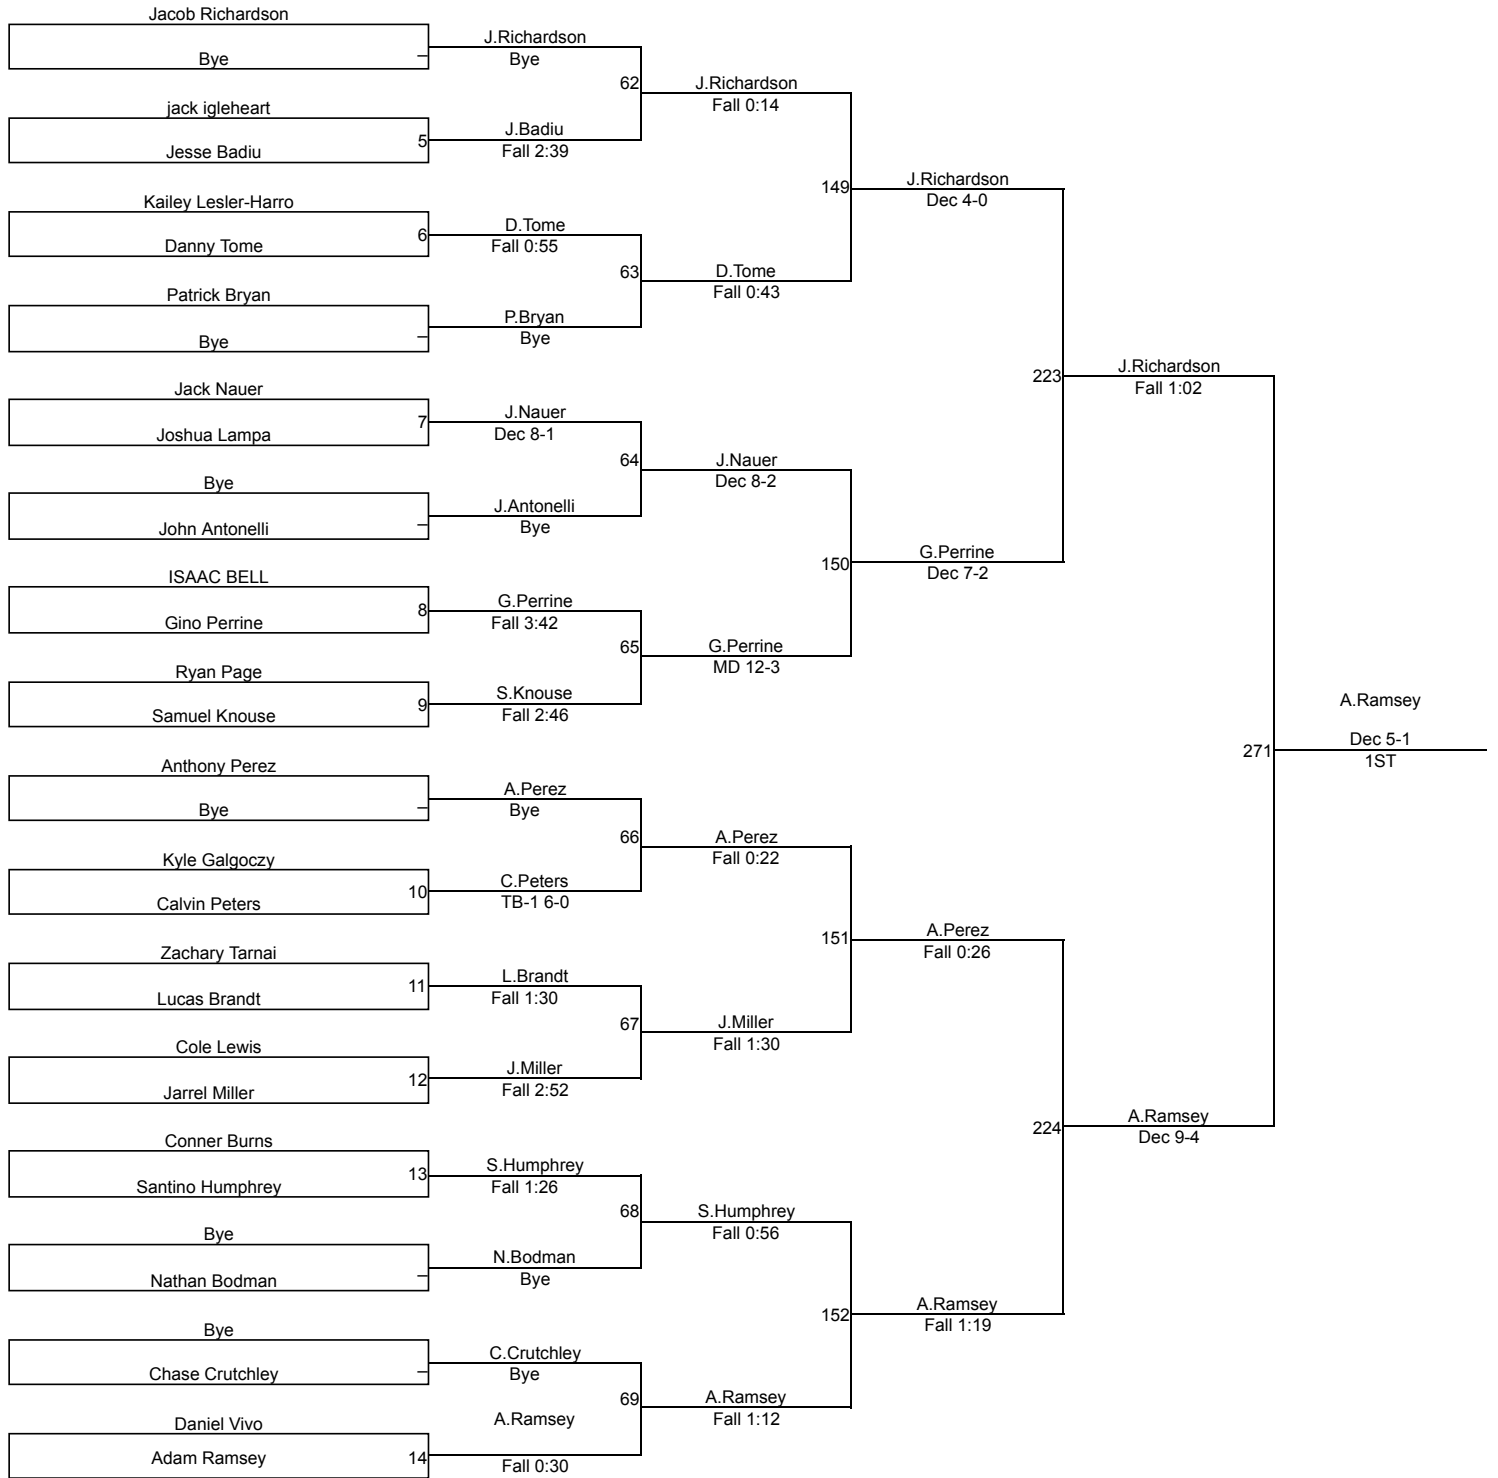 Jacob Richardson
Bye
_
jack igleheart
5
Jesse Badiu
Kailey Lesler-Harro
6
Danny Tome
Patrick Bryan
Bye
_
Jack Nauer
7
Joshua Lampa
Bye
John Antonelli
_
ISAAC BELL
8
Gino Perrine
Ryan Page
9
Samuel Knouse
Anthony Perez
Bye
_
Kyle Galgoczy
10
Calvin Peters
Zachary Tarnai
11
Lucas Brandt
Cole Lewis
12
Jarrel Miller
Conner Burns
13
Santino Humphrey
Bye
Nathan Bodman
_
Bye
Chase Crutchley
_
Daniel Vivo
Adam Ramsey
14
J.Richardson
Bye
62
J.Badiu
Fall 2:39
D.Tome
Fall 0:55
63
P.Bryan
Bye
J.Nauer
Dec 8-1
64
J.Antonelli
Bye
G.Perrine
Fall 3:42
65
S.Knouse
Fall 2:46
A.Perez
Bye
66
C.Peters
TB-1 6-0
L.Brandt
Fall 1:30
67
J.Miller
Fall 2:52
S.Humphrey
Fall 1:26
68
N.Bodman
Bye
C.Crutchley
Bye
69
A.Ramsey
Fall 0:30
J.Richardson
Fall 0:14
149
D.Tome
Fall 0:43
J.Nauer
Dec 8-2
150
G.Perrine
MD 12-3
A.Perez
Fall 0:22
151
J.Miller
Fall 1:30
S.Humphrey
Fall 0:56
152
A.Ramsey
Fall 1:12
J.Richardson
Dec 4-0
223
G.Perrine
Dec 7-2
A.Perez
Fall 0:26
224
A.Ramsey
Fall 1:19
J.Richardson
Fall 1:02
271
A.Ramsey
Dec 9-4
A.Ramsey
Dec 5-1
1ST